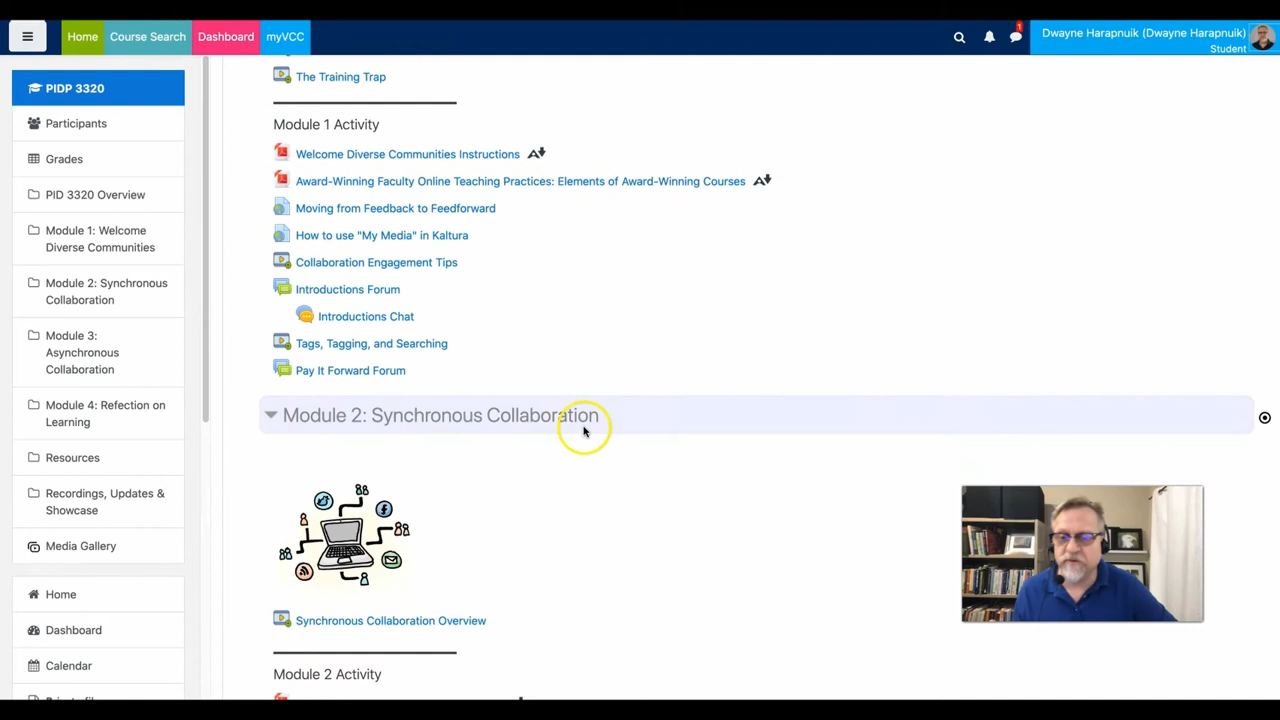 Home
Course Search
Dashboard
myVCC
1
Dwayne Harapnuik (Dwayne Harapnuik)
Student
PIDP 3320
Participants
Grades
PID 3320 Overview
Module 1: Welcome
Diverse Communities
Module 2: Synchronous
Collaboration
Module 3:
Asynchronous
Collaboration
Module 4: Refection on
Learning
Resources
Recordings, Updates &
Showcase
Media Gallery
Home
Dashboard
Calendar
The Training Trap
Module 1 Activity
Welcome Diverse Communities Instructions
Award-Winning Faculty Online Teaching Practices: Elements of Award-Winning Courses
Moving from Feedback to Feedforward
How to use "My Media" in Kaltura
Collaboration Engagement Tips
Introductions Forum
Introductions Chat
Tags, Tagging, and Searching
Pay It Forward Forum
Module 2: Synchronous Collaboration
Synchronous Collaboration Overview
Module 2 Activity